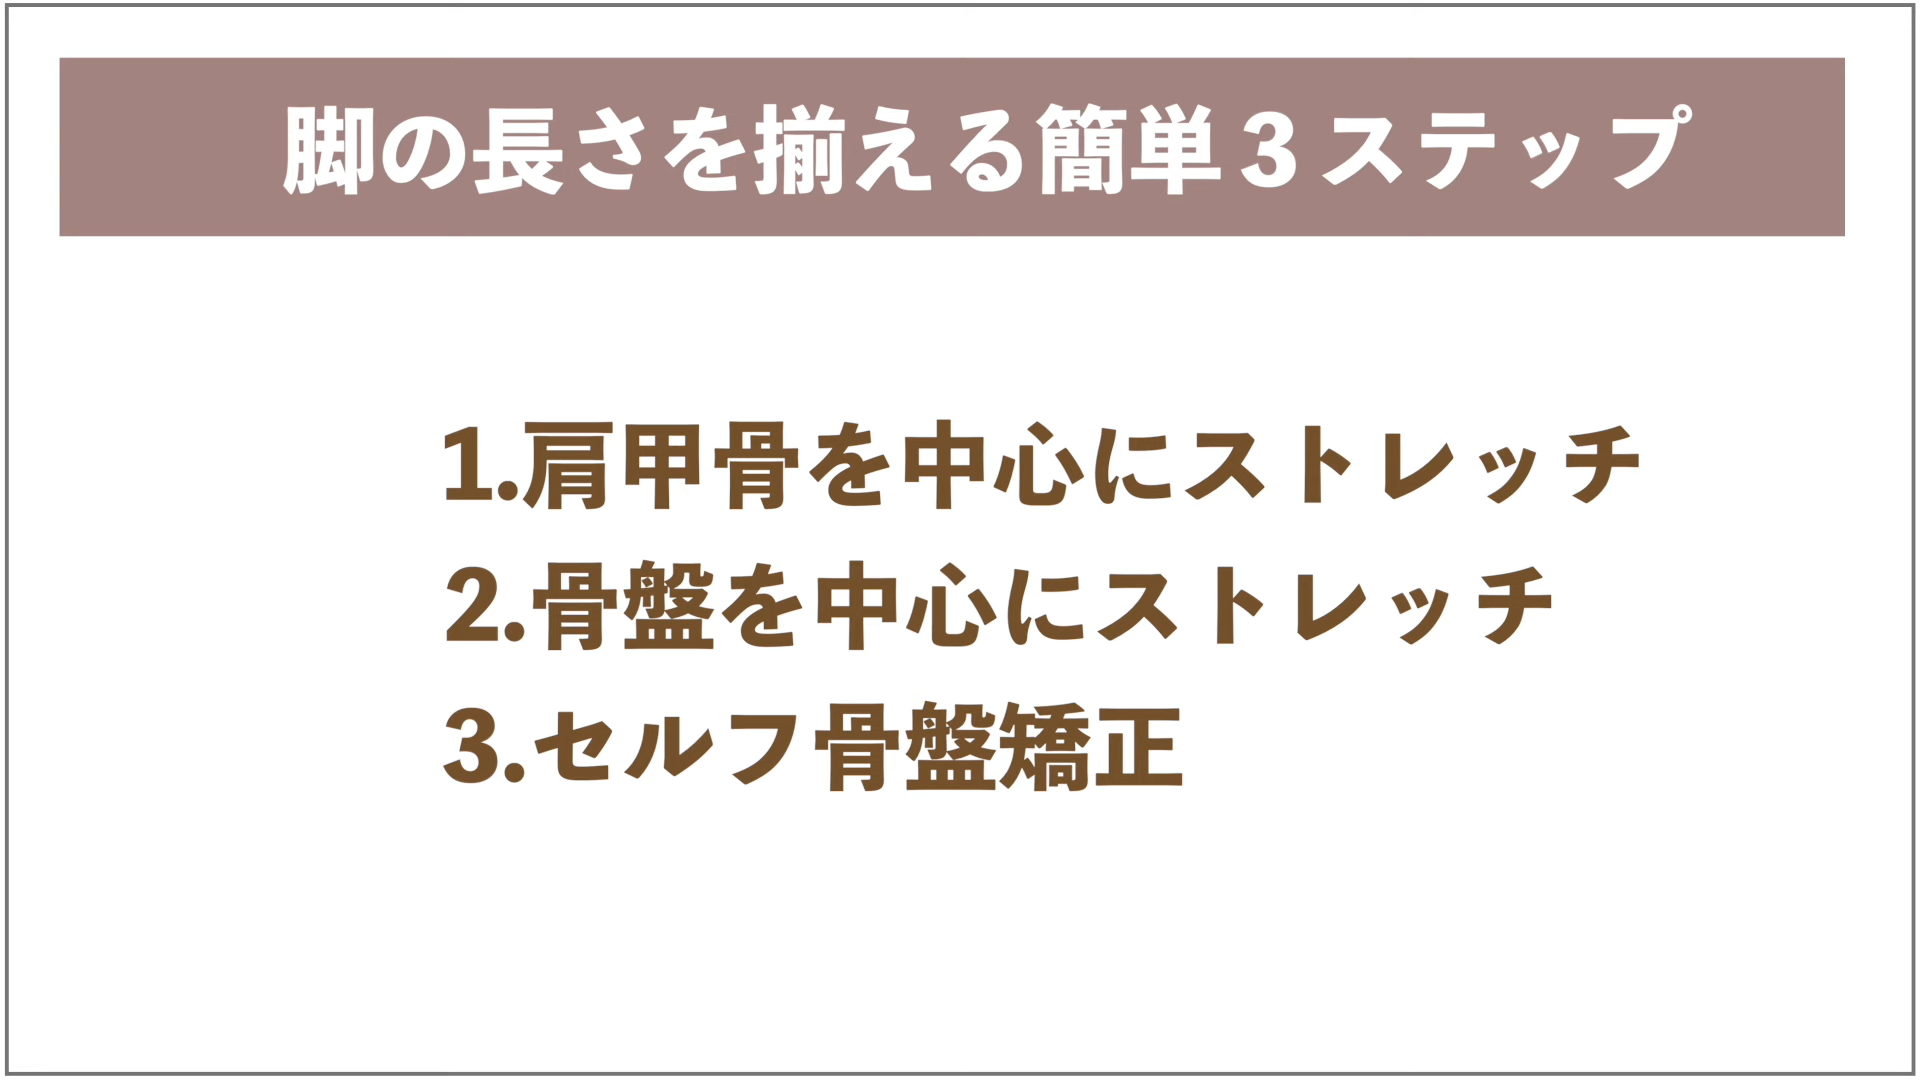 脚の長さを揃える簡単3ステップ
1.肩甲骨を中心にストレッチ
2.骨盤を中心にストレッチ
3.セルフ骨盤矯正